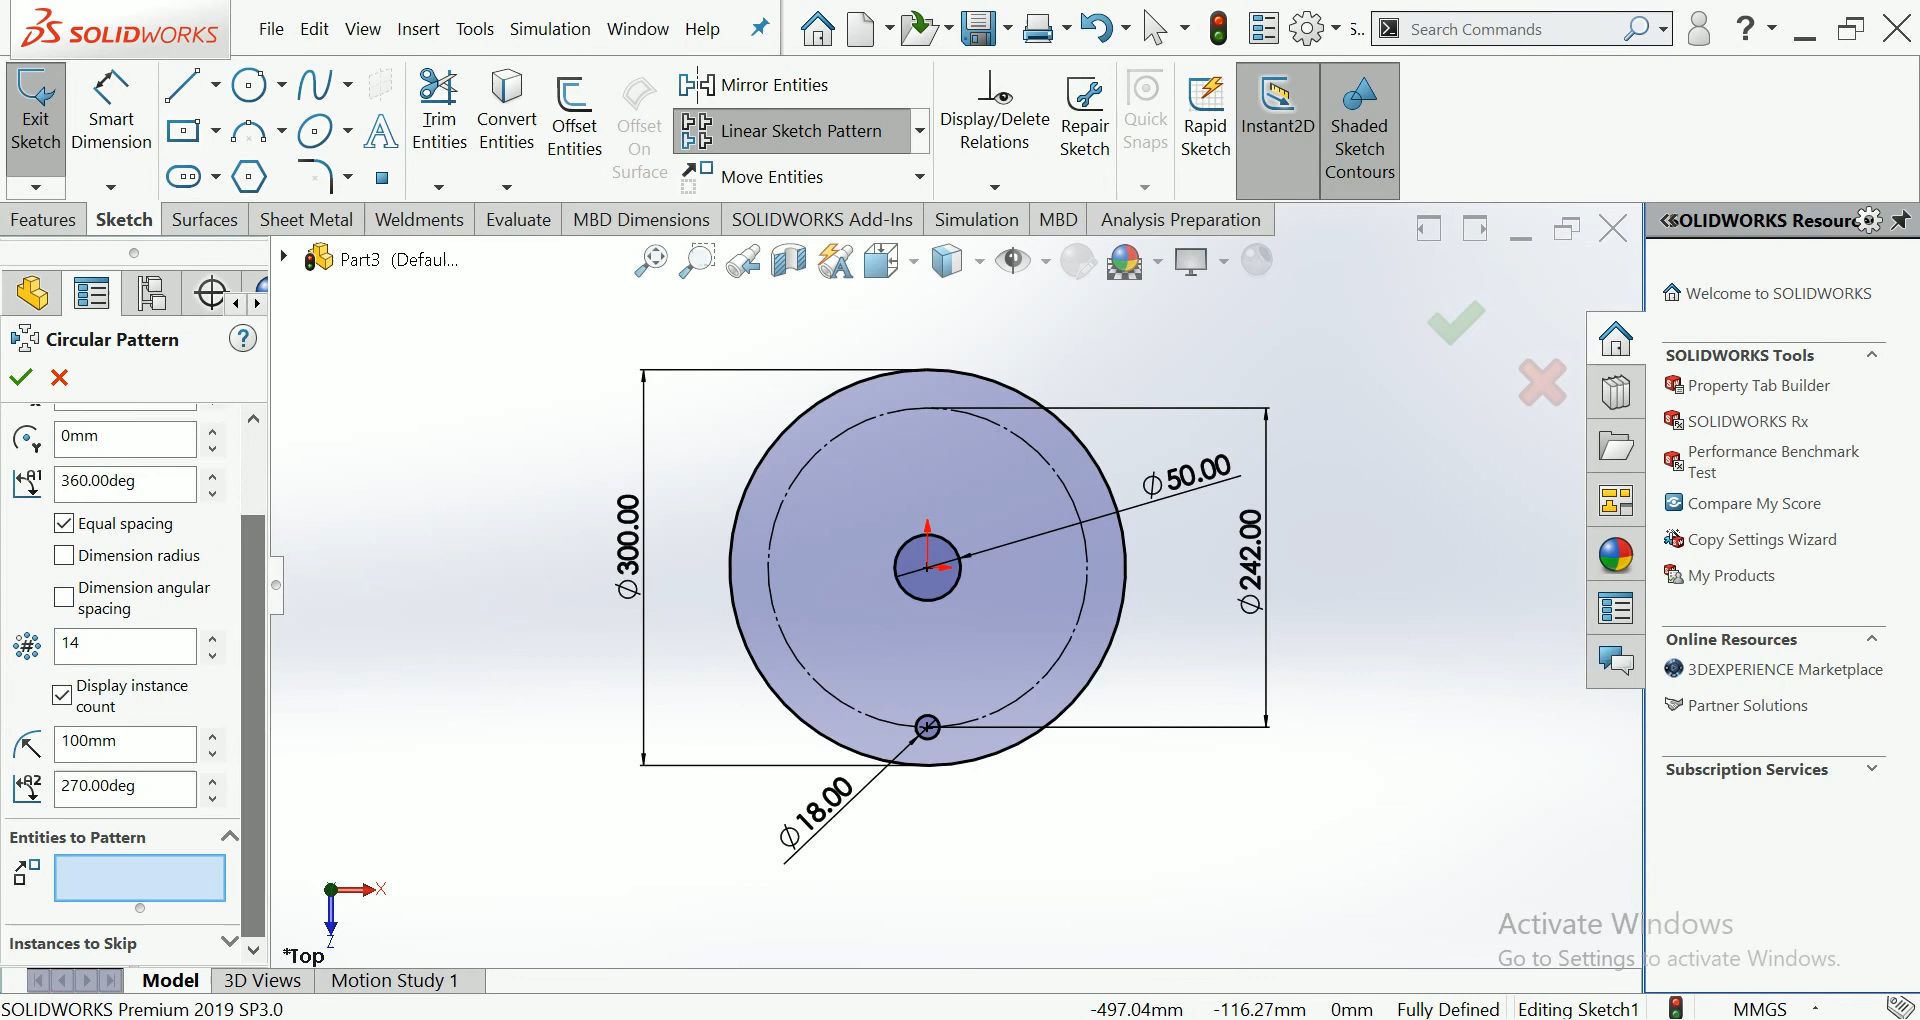 SOLIDWORKS
File Edit View Insert Tools Simulation Window Help
S..
Search Commands
Exit Sketch
Smart Dimension
Trim Entities
Convert Entities
Offset Entities
Offset On Surface
Mirror Entities
Linear Sketch Pattern
Move Entities
Display/Delete Relations
Repair Sketch
Quick Snaps
Rapid Sketch
Instant2D
Shaded Sketch Contours
Features Sketch Surfaces Sheet Metal Weldments Evaluate MBD Dimensions SOLIDWORKS Add-Ins Simulation MBD Analysis Preparation
Part3 (Defaul...
Circular Pattern
0mm
360.00deg
Equal spacing
Dimension radius
Dimension angular
spacing
14
Display instance
count
100mm
270.00deg
Entities to Pattern
Instances to Skip
∅300.00
∅50.00
∅242.00
∅18.00
X
Z
*Top
SOLIDWORKS Resour
Welcome to SOLIDWORKS
SOLIDWORKS Tools
Property Tab Builder
SOLIDWORKS Rx
Performance Benchmark
Test
Compare My Score
Copy Settings Wizard
My Products
Online Resources
3DEXPERIENCE Marketplace
Partner Solutions
Subscription Services
Activate Windows
Go to Settings to activate Windows.
Model 3D Views Motion Study 1
SOLIDWORKS Premium 2019 SP3.0
-497.04mm -116.27mm 0mm Fully Defined Editing Sketch1 MMGS